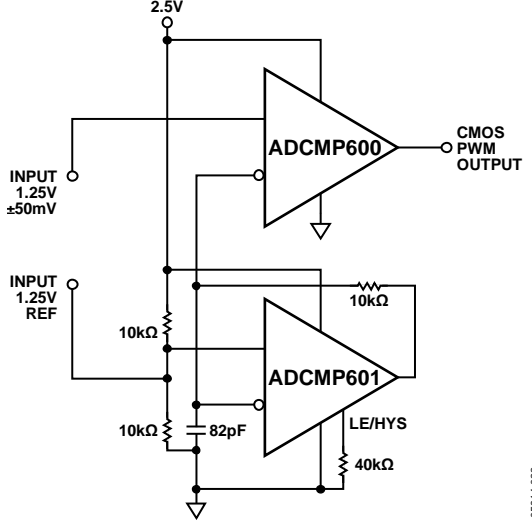 2.5V
ADCMP600
CMOS
PWM
OUTPUT
INPUT
1.25V
±50mV
INPUT
1.25V
REF
10kΩ
10kΩ
ADCMP601
10kΩ
82pF
LE/HYS
40kΩ